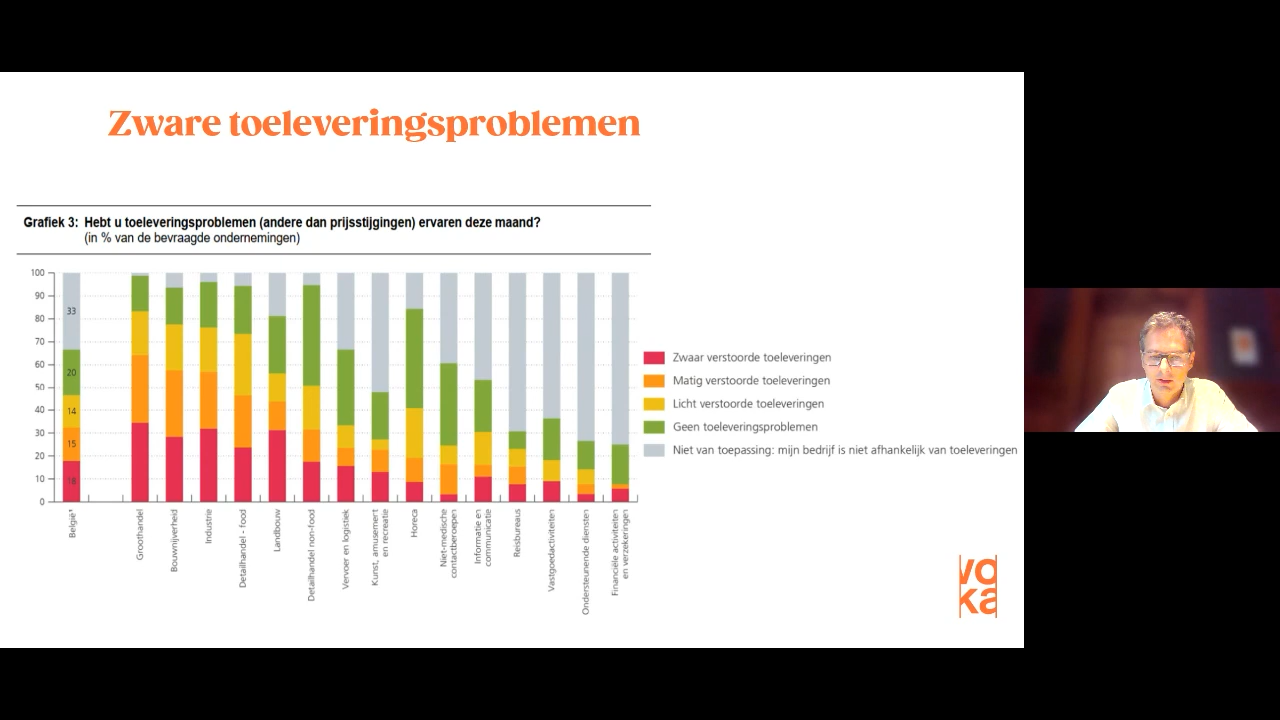 Zware toeleveringsproblemen
Grafiek 3: Hebt u toeleveringsproblemen (andere dan prijsstijgingen) ervaren deze maand?
(in % van de bevraagde ondernemingen)
100
90
80
70
60
50
40
30
20
10
0
33
20
14
15
18
België*
Groothandel
Bouwnijverheid
Industrie
Detailhandel - food
Landbouw
Detailhandel non-food
Vervoer en logistiek
Kunst, amusement
en recreatie
Horeca
Niet-medische
contactberoepen
Informatie en
communicatie
Reisbureaus
Vastgoedactiviteiten
Ondersteunende diensten
Financiële activiteiten
en verzekeringen
Zwaar verstoorde toeleveringen
Matig verstoorde toeleveringen
Licht verstoorde toeleveringen
Geen toeleveringsproblemen
Niet van toepassing: mijn bedrijf is niet afhankelijk van toeleveringen
vo
ka